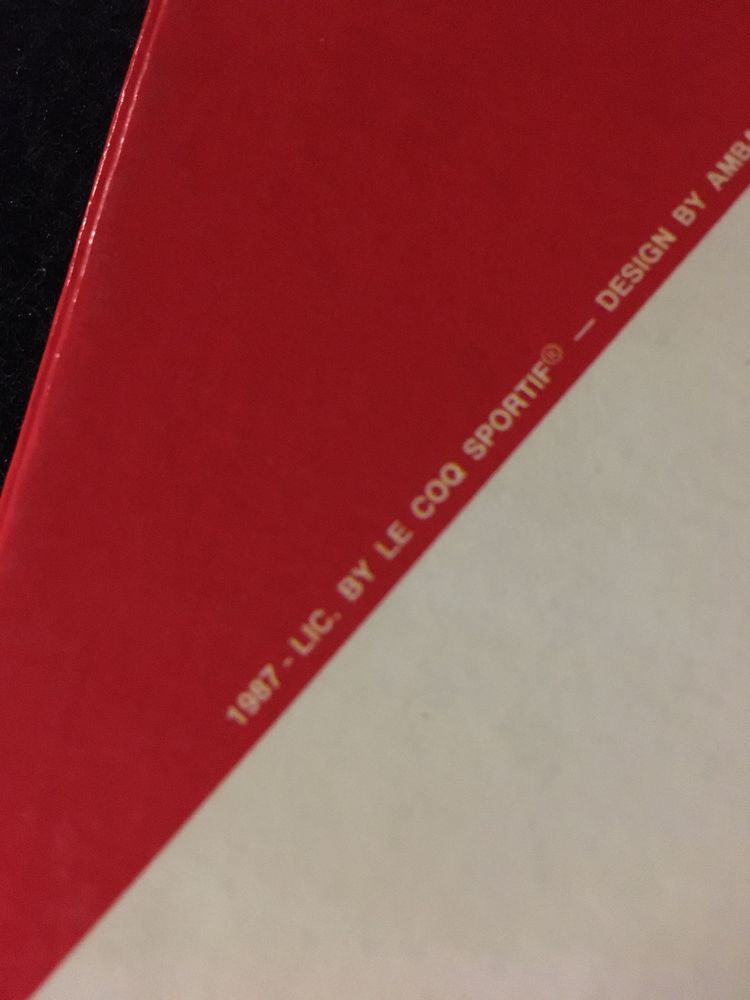 1987 - LIC. BY LE COQ SPORTIF® — DESIGN BY